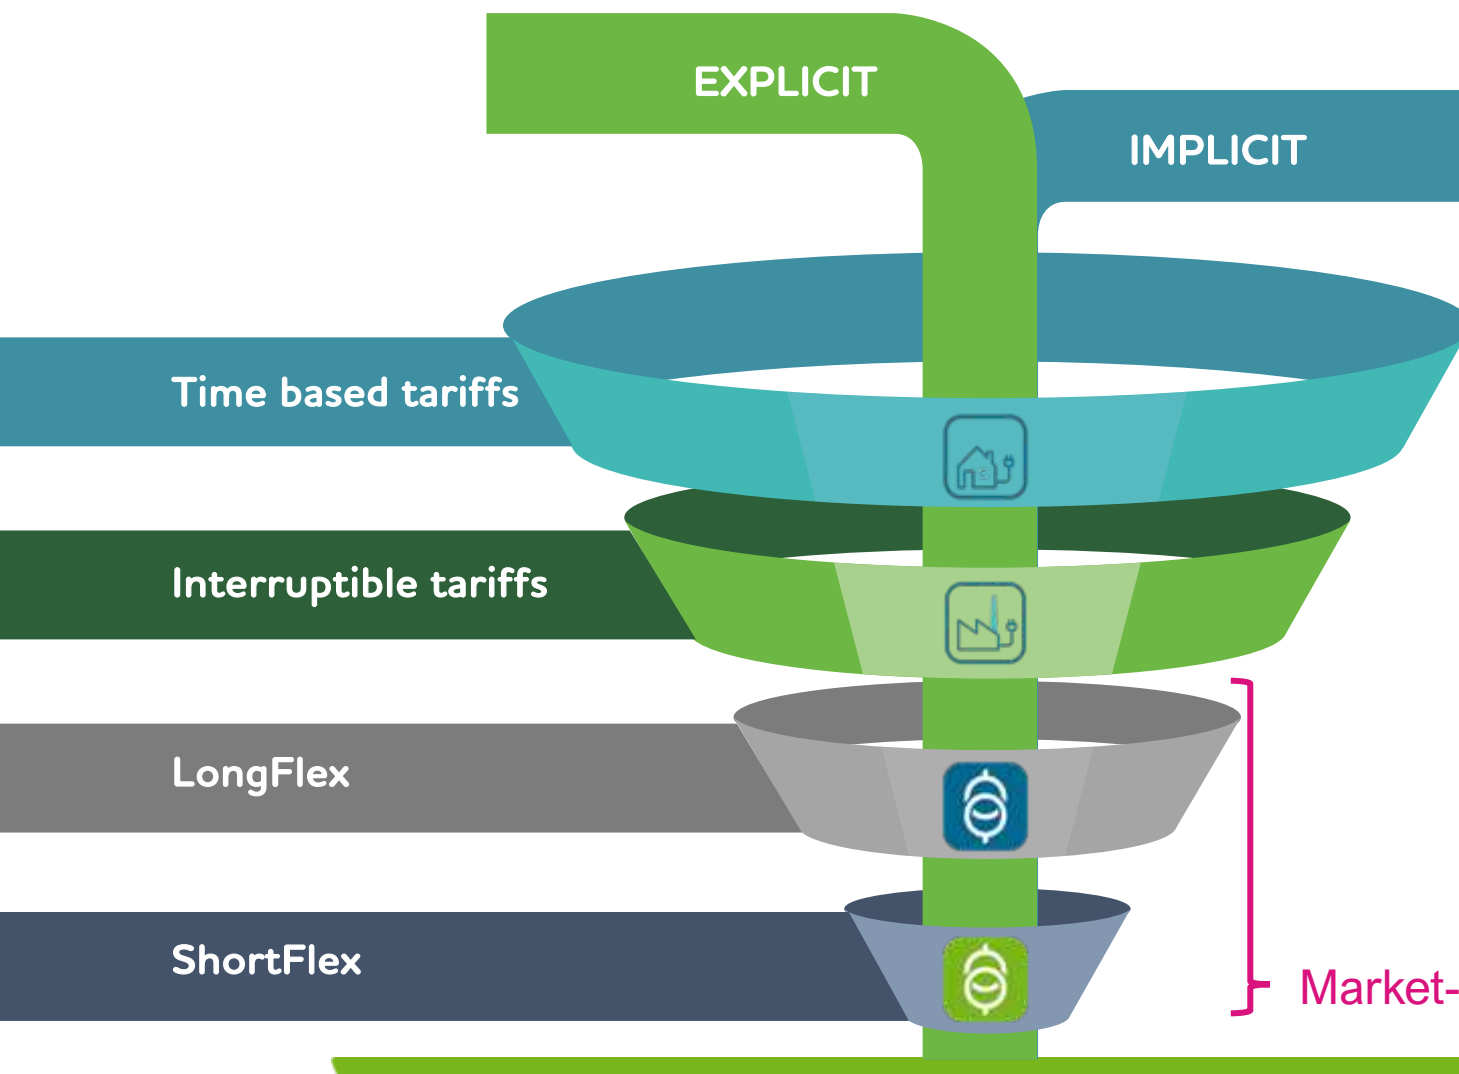 EXPLICIT
IMPLICIT
Time based tariffs
Interruptible tariffs
LongFlex
ShortFlex
Market-